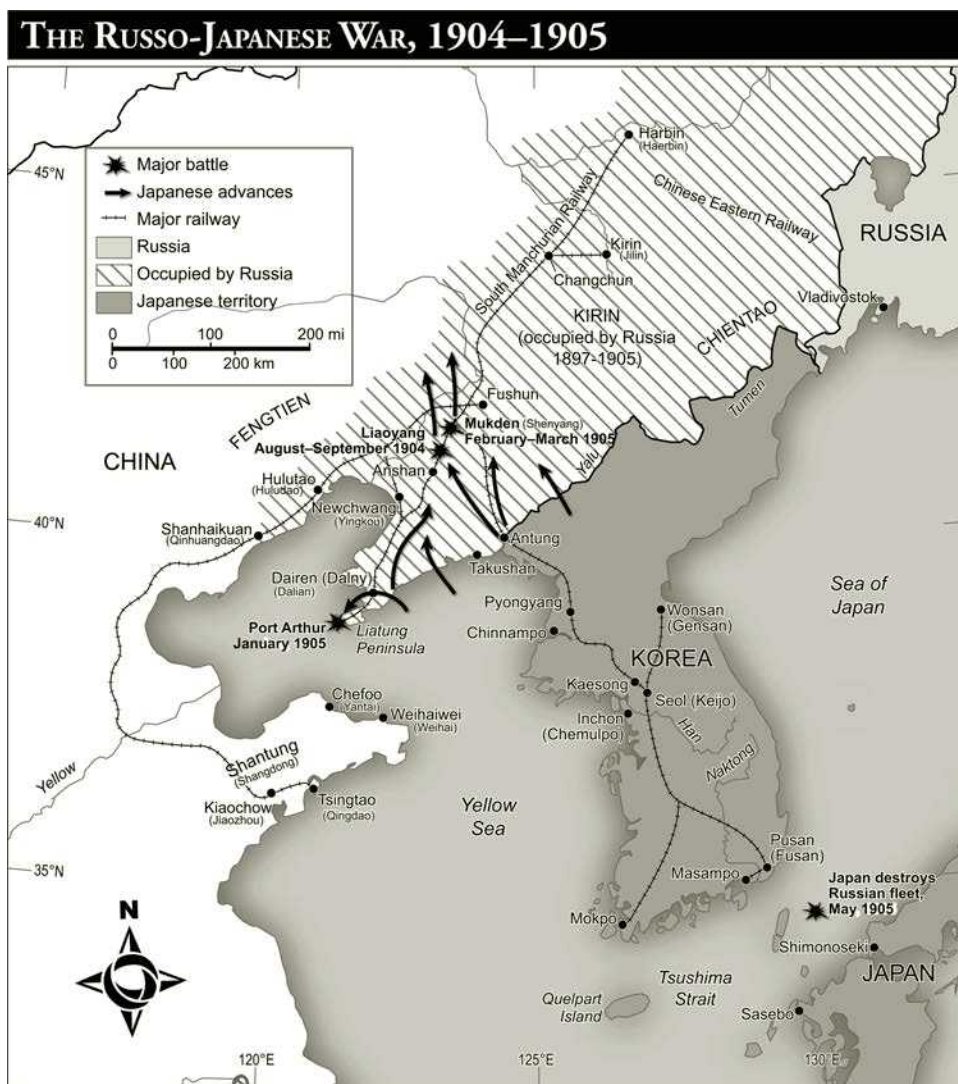 THE RUSSO-JAPANESE WAR, 1904–1905
Major battle
Japanese advances
Major railway
Russia
Occupied by Russia
Japanese territory
0 100 200 mi
0 100 200 km
45°N
40°N
35°N
120°E
125°E
130°E
Harbin
(Haerbin)
Chinese Eastern Railway
South Manchurian Railway
RUSSIA
Kirin
(Jilin)
Changchun
Vladivostok
KIRIN
(occupied by Russia
1897-1905)
CHIENTAO
Tumen
Fushun
FENGTIEN
Mukden (Shenyang)
February–March 1905
Liaoyang
August–September 1904
Yalu
CHINA
Anshan
Hulutao
(Huludao)
Newchwang
(Yingkou)
Shanhaikuan
(Qinhuangdao)
Antung
Takushan
Dairen (Dalny)
(Dalian)
Sea of
Japan
Pyongyang
Wonsan
(Gensan)
Port Arthur
January 1905
Liatung
Peninsula
Chinnampo
KOREA
Kaesong
Seol (Keijo)
Chefoo
(Yantai)
Weihaiwei
(Weihai)
Inchon
(Chemulpo)
Han
Naktong
Shantung
(Shangdong)
Yellow
Kiaochow
(Jiaozhou)
Tsingtao
(Qingdao)
Yellow
Sea
Pusan
(Fusan)
Masampo
Japan destroys
Russian fleet,
May 1905
Mokpo
Shimonoseki
JAPAN
N
Tsushima
Strait
Quelpart
Island
Sasebo